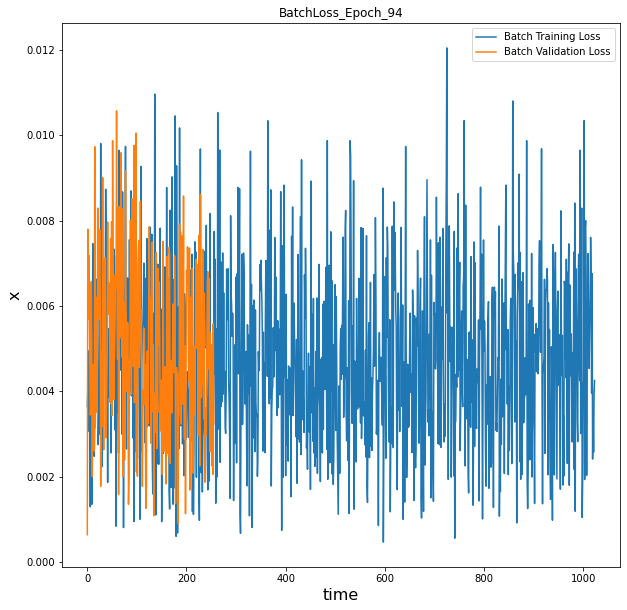 BatchLoss_Epoch_94
Batch Training Loss
Batch Validation Loss
0.012
0.010
0.008
0.006
0.004
0.002
0.000
x
0 200 400 600 800 1000
time